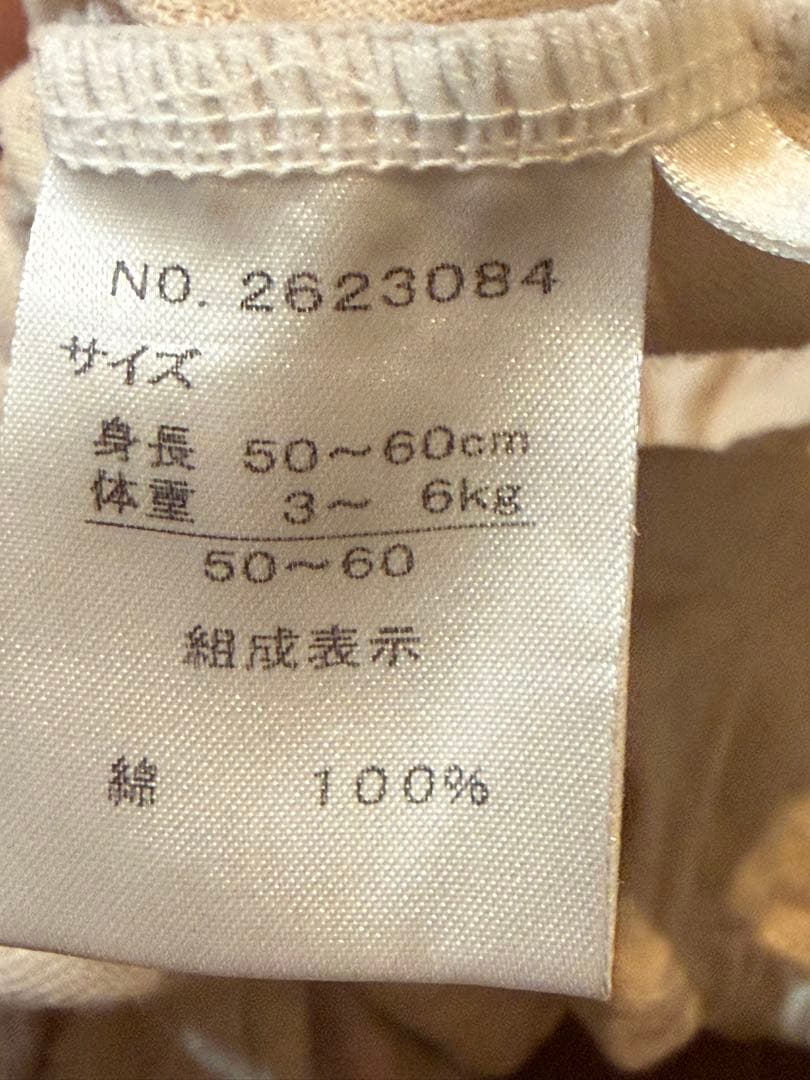 NO. 2623084
サイズ
身長 50～60cm
体重 3～ 6kg
50～60
組成表示
綿 100%